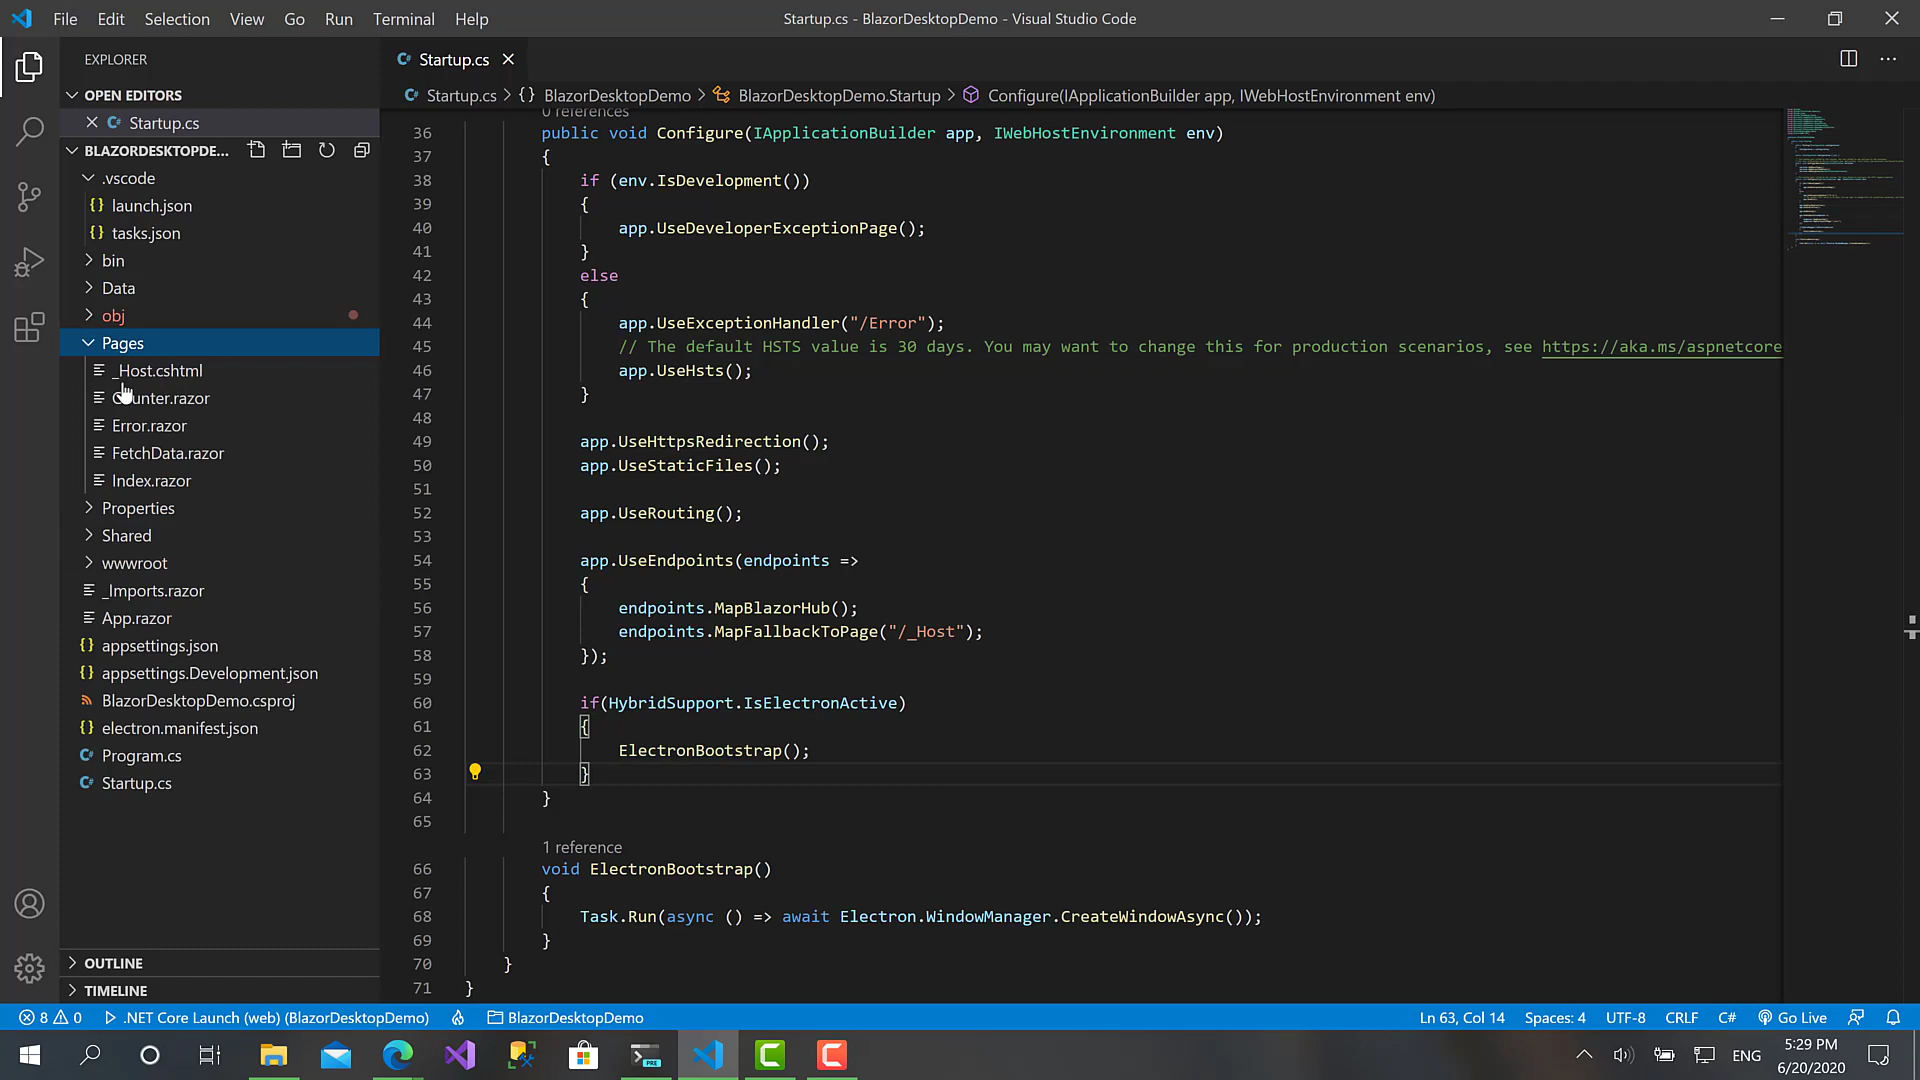 File Edit Selection View Go Run Terminal Help
Startup.cs - BlazorDesktopDemo - Visual Studio Code
EXPLORER
OPEN EDITORS
Startup.cs
BLAZORDESKTOPDE...
.vscode
launch.json
tasks.json
bin
Data
obj
Pages
_Host.cshtml
Counter.razor
Error.razor
FetchData.razor
Index.razor
Properties
Shared
wwwroot
_Imports.razor
App.razor
appsettings.json
appsettings.Development.json
BlazorDesktopDemo.csproj
electron.manifest.json
Program.cs
Startup.cs
OUTLINE
TIMELINE
Startup.cs
Startup.cs > {} BlazorDesktopDemo > BlazorDesktopDemo.Startup > Configure(IApplicationBuilder app, IWebHostEnvironment env)
0 references
36 public void Configure(IApplicationBuilder app, IWebHostEnvironment env)
37 {
38 if (env.IsDevelopment())
39 {
40 app.UseDeveloperExceptionPage();
41 }
42 else
43 {
44 app.UseExceptionHandler("/Error");
45 // The default HSTS value is 30 days. You may want to change this for production scenarios, see https://aka.ms/aspnetcore
46 app.UseHsts();
47 }
48
49 app.UseHttpsRedirection();
50 app.UseStaticFiles();
51
52 app.UseRouting();
53
54 app.UseEndpoints(endpoints =>
55 {
56 endpoints.MapBlazorHub();
57 endpoints.MapFallbackToPage("/_Host");
58 });
59
60 if(HybridSupport.IsElectronActive)
61 {
62 ElectronBootstrap();
63 }
64 }
65
1 reference
66 void ElectronBootstrap()
67 {
68 Task.Run(async () => await Electron.WindowManager.CreateWindowAsync());
69 }
70 }
71 }
8 0 .NET Core Launch (web) (BlazorDesktopDemo) BlazorDesktopDemo Ln 63, Col 14 Spaces: 4 UTF-8 CRLF C# Go Live
PRE
ENG
5:29 PM
6/20/2020